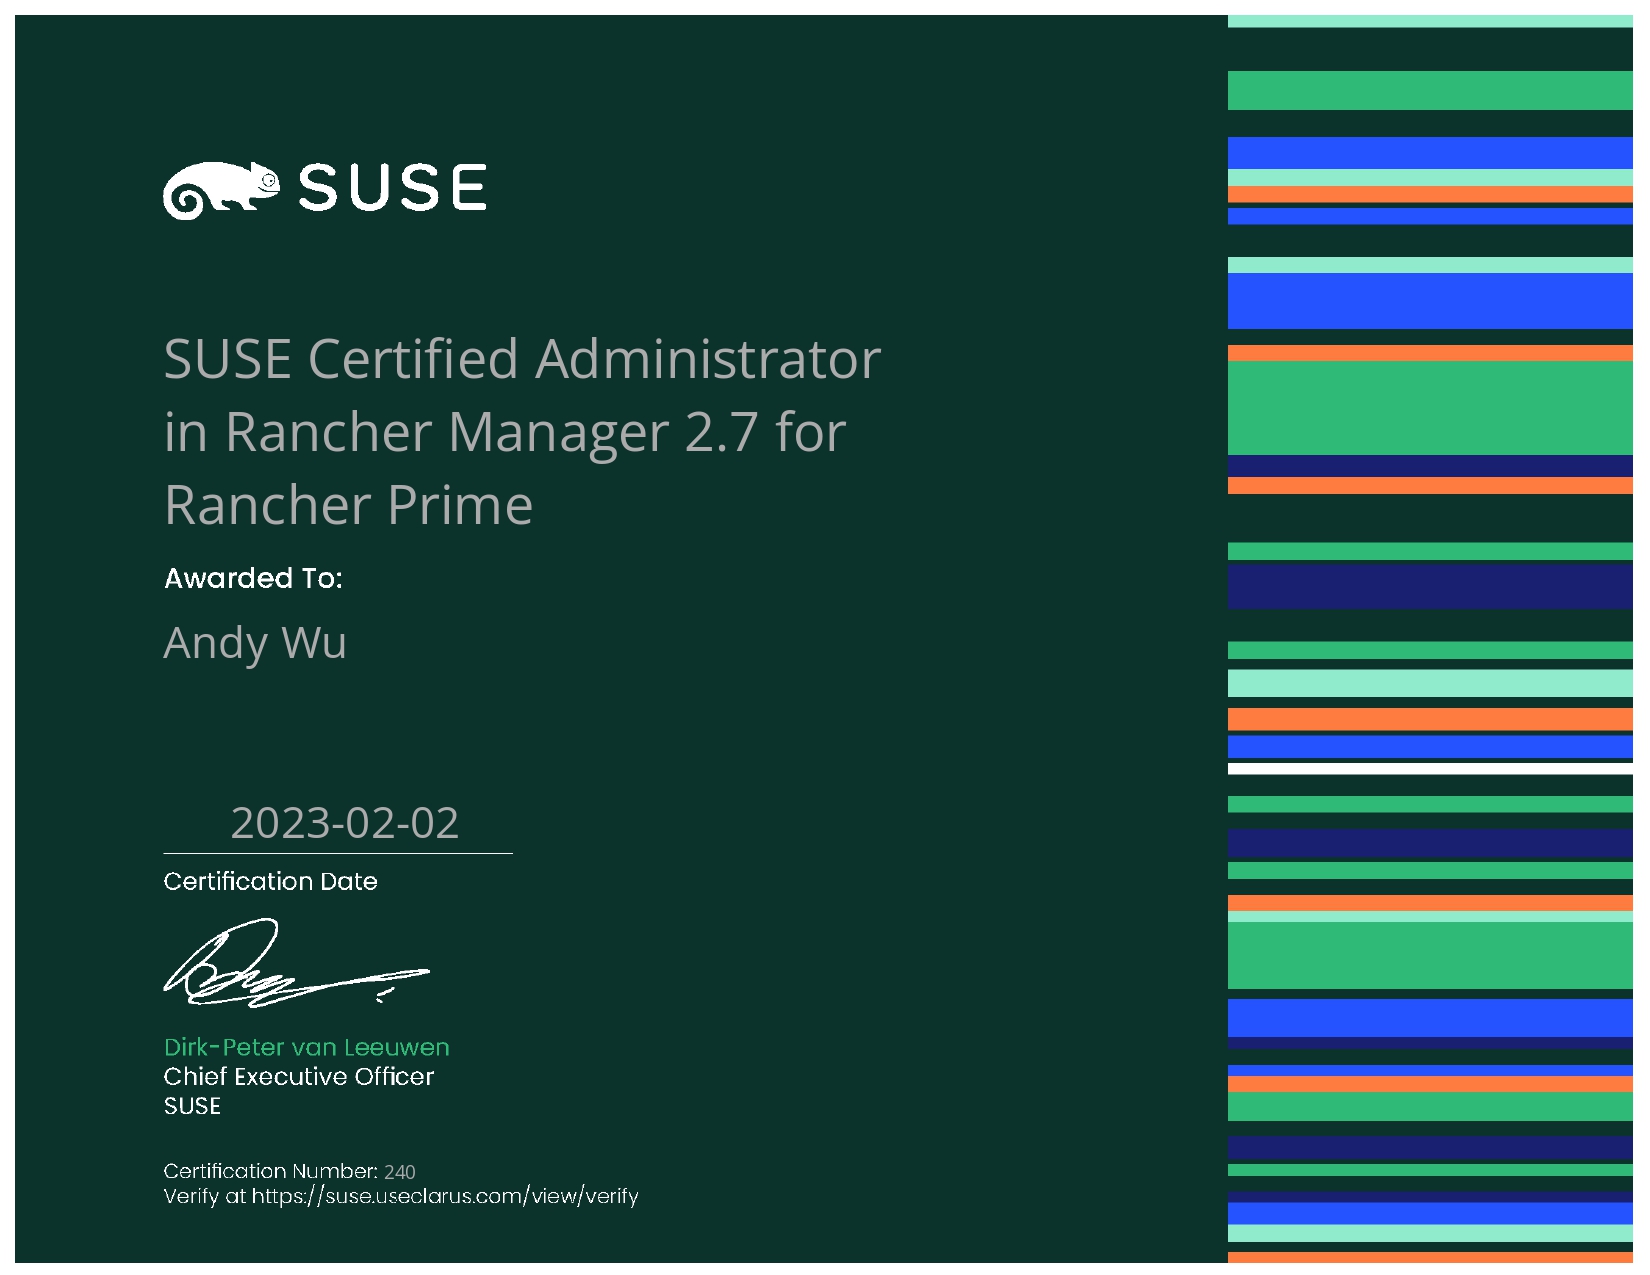 SUSE
SUSE Certified Administrator
in Rancher Manager 2.7 for
Rancher Prime
Awarded To:
Andy Wu
2023-02-02
Certification Date
Dirk-Peter van Leeuwen
Chief Executive Officer
SUSE
Certification Number: 240
Verify at https://suse.useclarus.com/view/verify